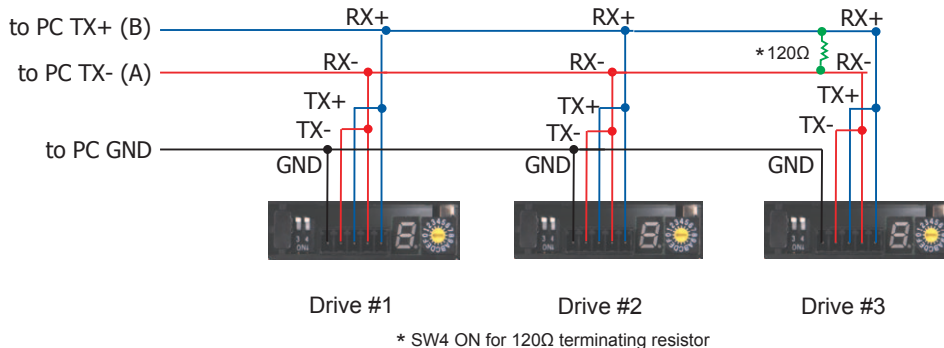 to PC TX+ (B)
RX+
RX+
RX+
*120Ω
to PC TX- (A)
RX-
RX-
RX-
TX+
TX+
TX+
TX-
TX-
TX-
to PC GND
GND
GND
GND
Drive #1
Drive #2
Drive #3
* SW4 ON for 120Ω terminating resistor